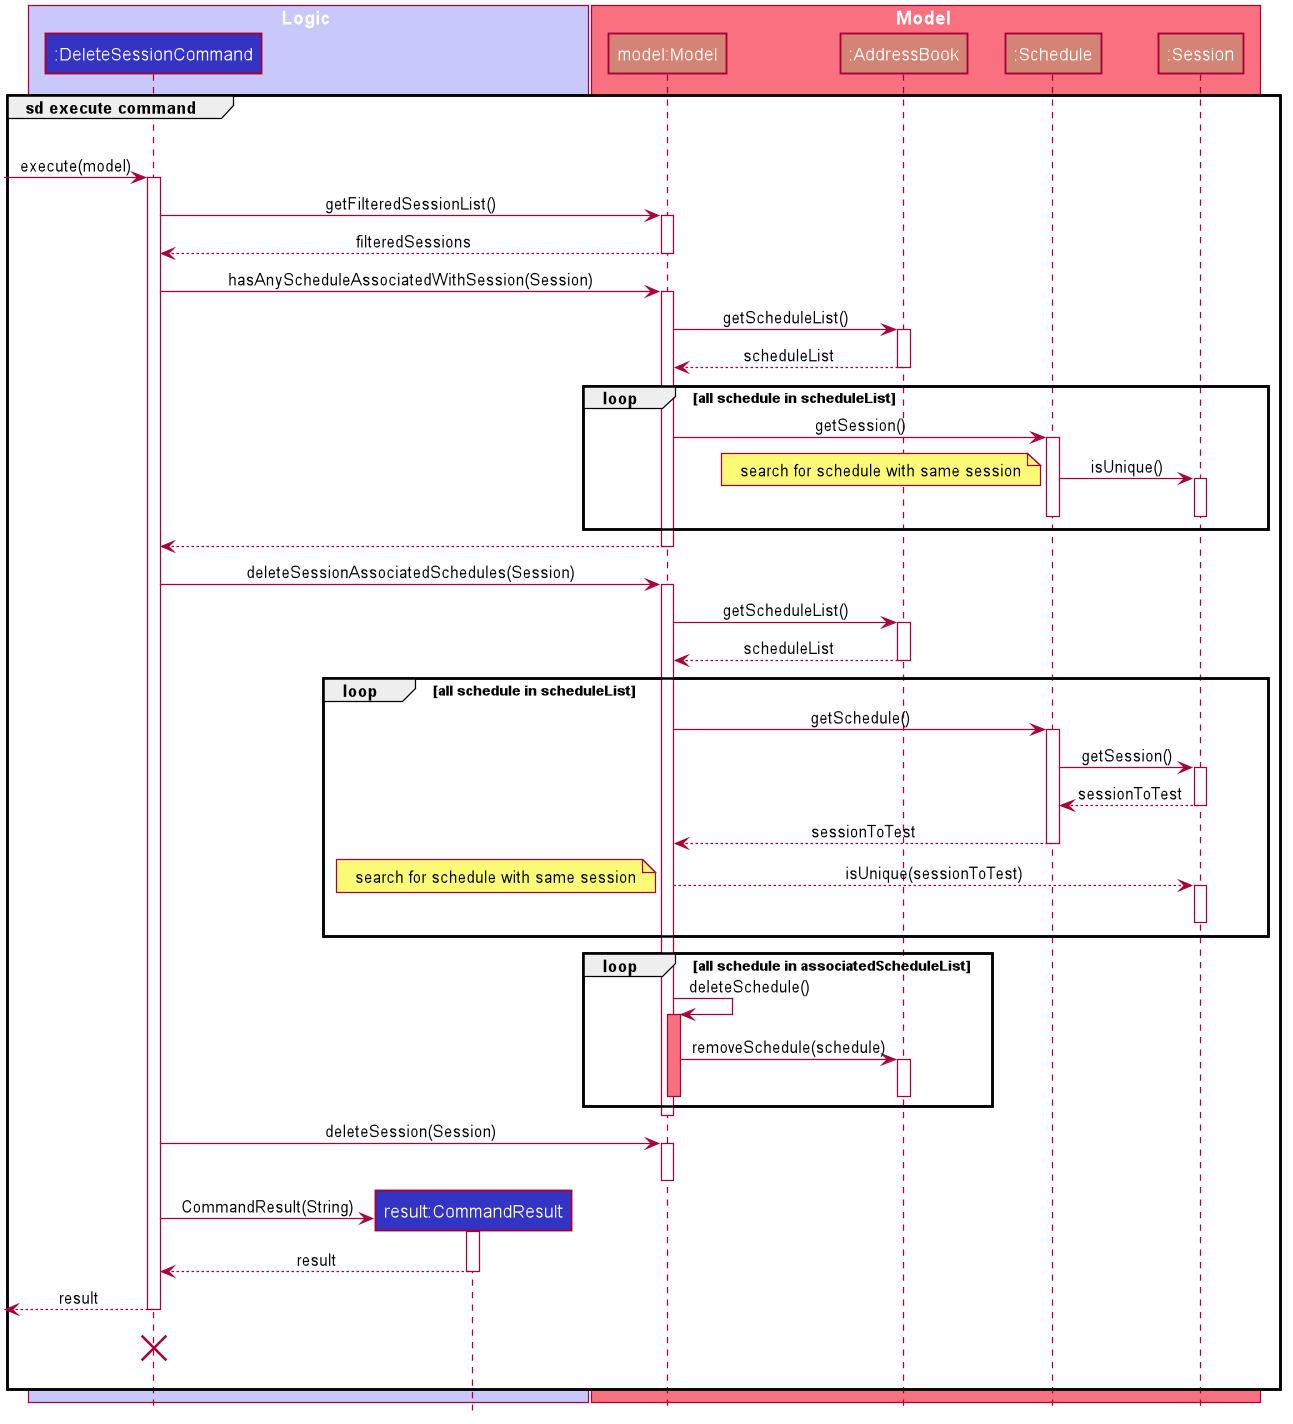 Logic
Model
:DeleteSessionCommand
model:Model
:AddressBook
:Schedule
:Session
sd execute command
execute(model)
getFilteredSessionList()
filteredSessions
hasAnyScheduleAssociatedWithSession(Session)
getScheduleList()
scheduleList
loop
[all schedule in scheduleList]
getSession()
search for schedule with same session
isUnique()
deleteSessionAssociatedSchedules(Session)
getScheduleList()
scheduleList
loop
[all schedule in scheduleList]
getSchedule()
getSession()
sessionToTest
sessionToTest
search for schedule with same session
isUnique(sessionToTest)
loop
[all schedule in associatedScheduleList]
deleteSchedule()
removeSchedule(schedule)
deleteSession(Session)
CommandResult(String)
result:CommandResult
result
result